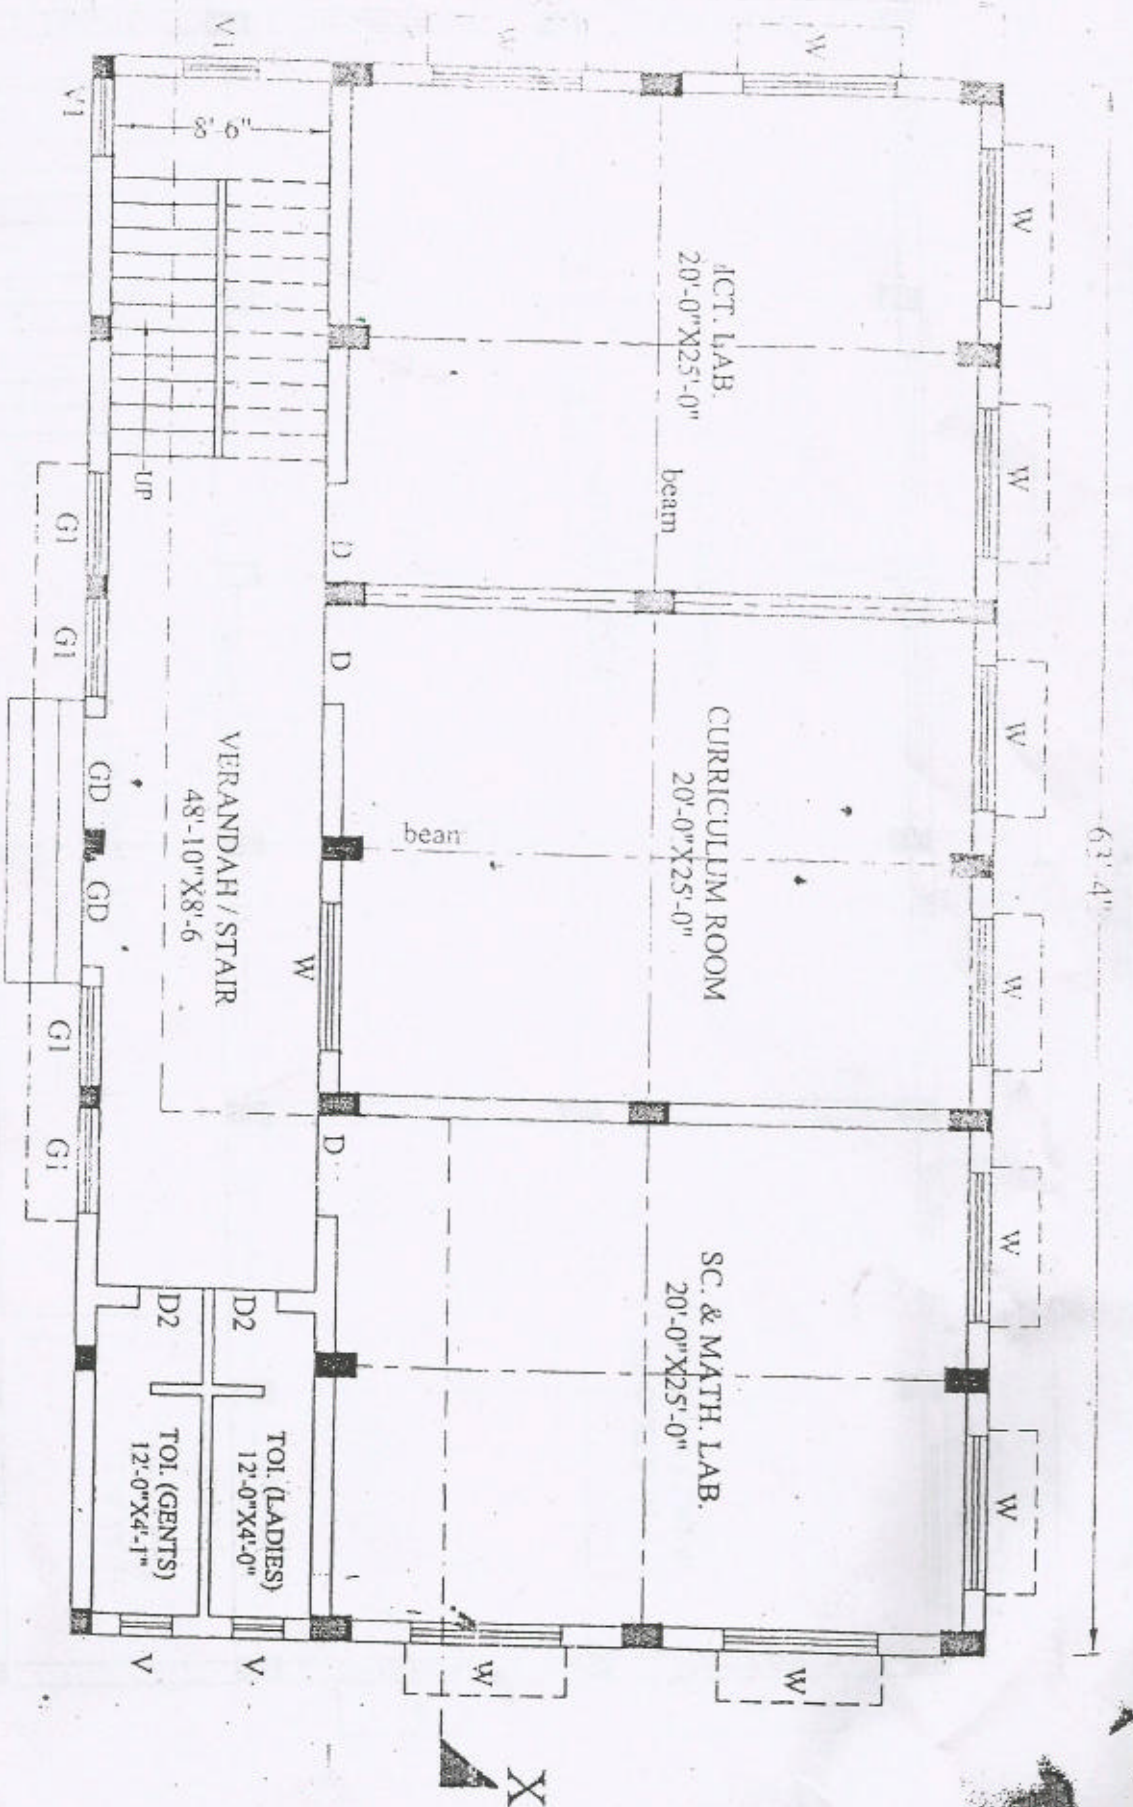 63'-4"
W
W
W
W
W
W
W
W
ICT. LAB.
20'-0"X25'-0"
beam
CURRICULUM ROOM
20'-0"X25'-0"
bean
SC. & MATH. LAB.
20'-0"X25'-0"
W
W
W
D
D
D
V1
V1
8'-6"
UP
VERANDAH / STAIR
48'-10"X8'-6
D2
D2
TOI. (LADIES)
12'-0"X4'-0"
TOI. (GENTS)
12'-0"X4'-1"
V
V
G1
G1
GD
GD
G1
G1
X